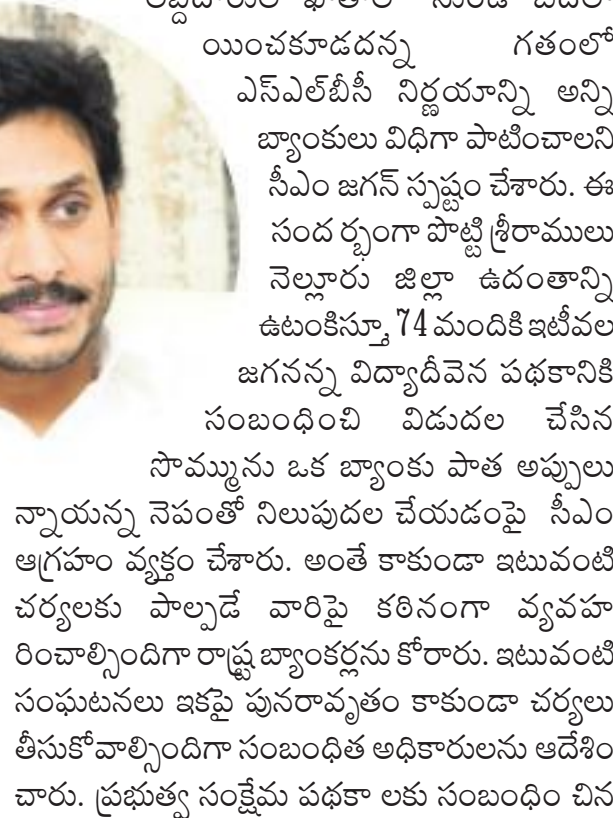 యించకూడదన్న గతంలో
ఎస్ఎల్‌బీసీ నిర్ణయాన్ని అన్ని
బ్యాంకులు విధిగా పాటించాలని
సీఎం జగన్ స్పష్టం చేశారు. ఈ
సంద ర్భంగా పొట్టి శ్రీరాములు
నెల్లూరు జిల్లా ఉదంతాన్ని
ఉటంకిస్తూ, 74 మందికి ఇటీవల
జగనన్న విద్యాదీవెన పథకానికి
సంబంధించి విడుదల చేసిన
సొమ్మును ఒక బ్యాంకు పాత అప్పులు
న్నాయన్న నెపంతో నిలుపుదల చేయడంపై సీఎం
ఆగ్రహం వ్యక్తం చేశారు. అంతే కాకుండా ఇటువంటి
చర్యలకు పాల్పడే వారిపై కఠినంగా వ్యవహ
రించాల్సిందిగా రాష్ట్ర బ్యాంకర్లను కోరారు. ఇటువంటి
సంఘటనలు ఇకపై పునరావృతం కాకుండా చర్యలు
తీసుకోవాల్సిందిగా సంబంధిత అధికారులను ఆదేశిం
చారు. ప్రభుత్వ సంక్షేమ పథకా లకు సంబంధిం చిన